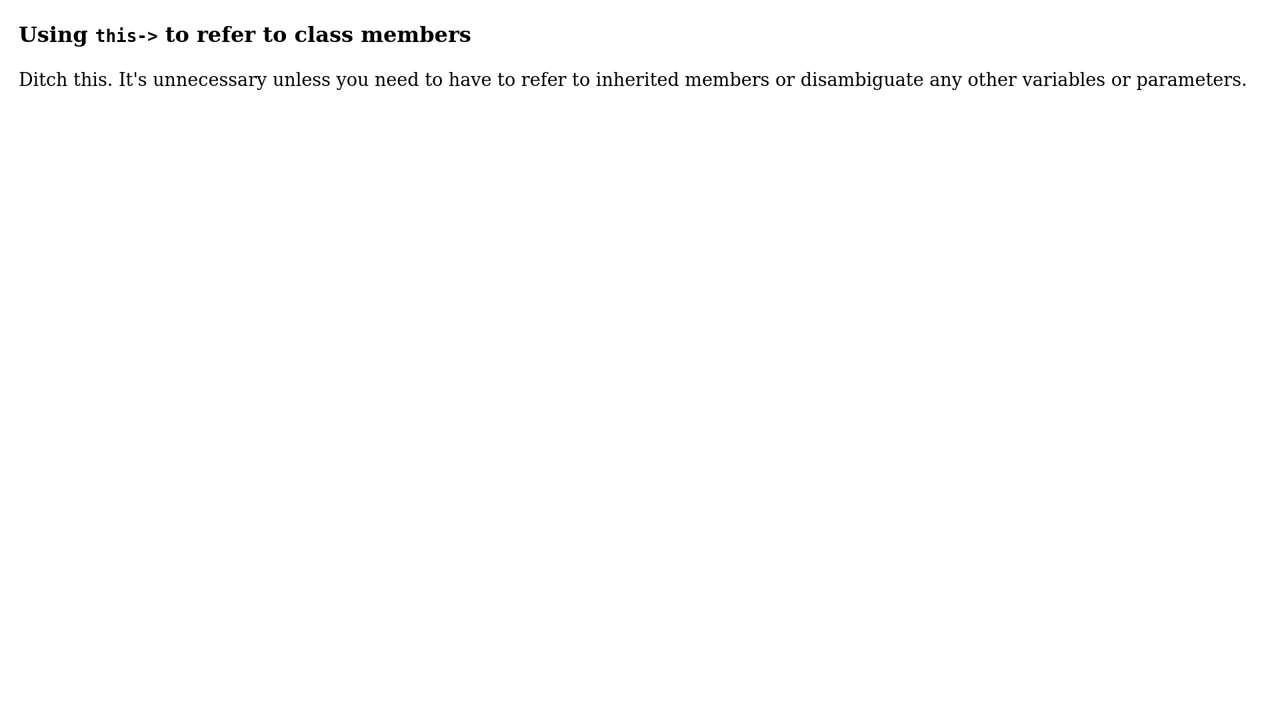 Using this-> to refer to class members
Ditch this. It's unnecessary unless you need to have to refer to inherited members or disambiguate any other variables or parameters.